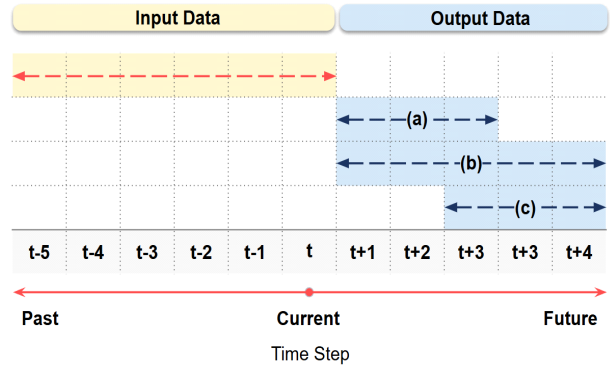 Input Data Output Data
(a)
(b)
(c)
t-5 t-4 t-3 t-2 t-1 t t+1 t+2 t+3 t+3 t+4
Past Current Future
Time Step